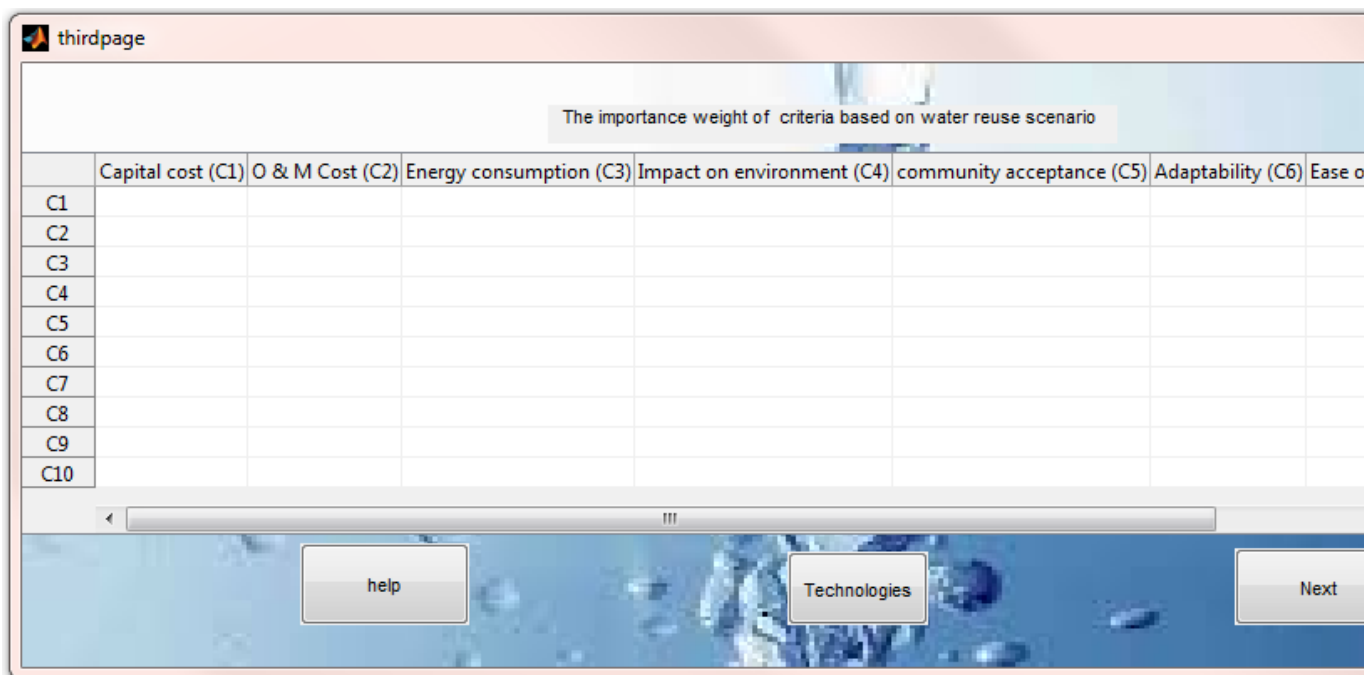 thirdpage
The importance weight of criteria based on water reuse scenario
Capital cost (C1) O & M Cost (C2) Energy consumption (C3) Impact on environment (C4) community acceptance (C5) Adaptability (C6) Ease o
C1
C2
C3
C4
C5
C6
C7
C8
C9
C10
help Technologies Next